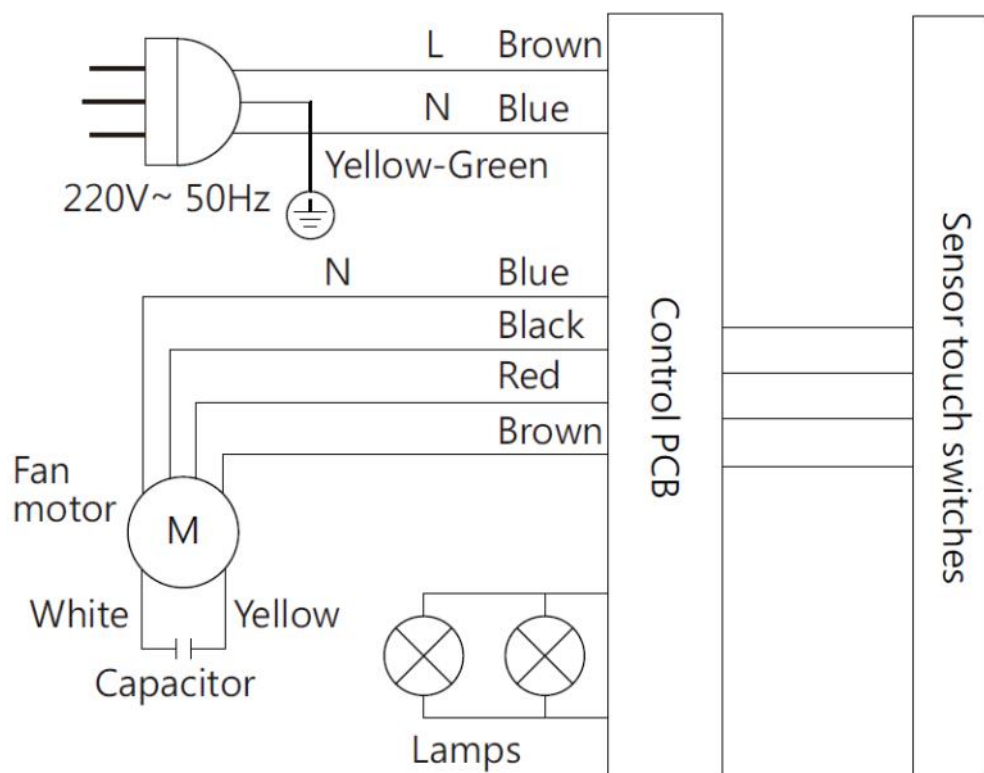 L Brown
N Blue
Yellow-Green
220V~ 50Hz
N Blue
Black
Red
Brown
Fan
motor
M
White
Yellow
Capacitor
Lamps
Control PCB
Sensor touch switches